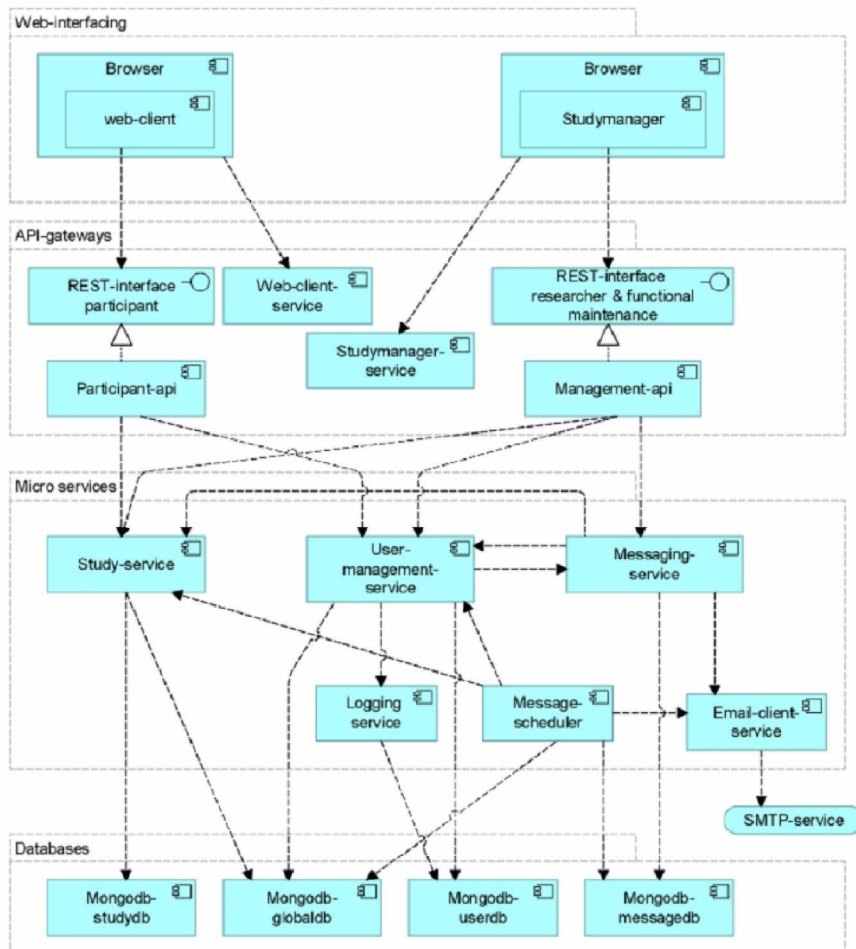 Web-interfacing
Browser
web-client
Browser
Studymanager
API-gateways
REST-interface
participant
Web-client-
service
REST-interface
researcher & functional
maintenance
Studymanager-
service
Participant-api
Management-api
Micro services
Study-service
User-
management-
service
Messaging-
service
Logging
service
Message-
scheduler
Email-client-
service
SMTP-service
Databases
Mongodb-
studydb
Mongodb-
globaldb
Mongodb-
userdb
Mongodb-
messagedb